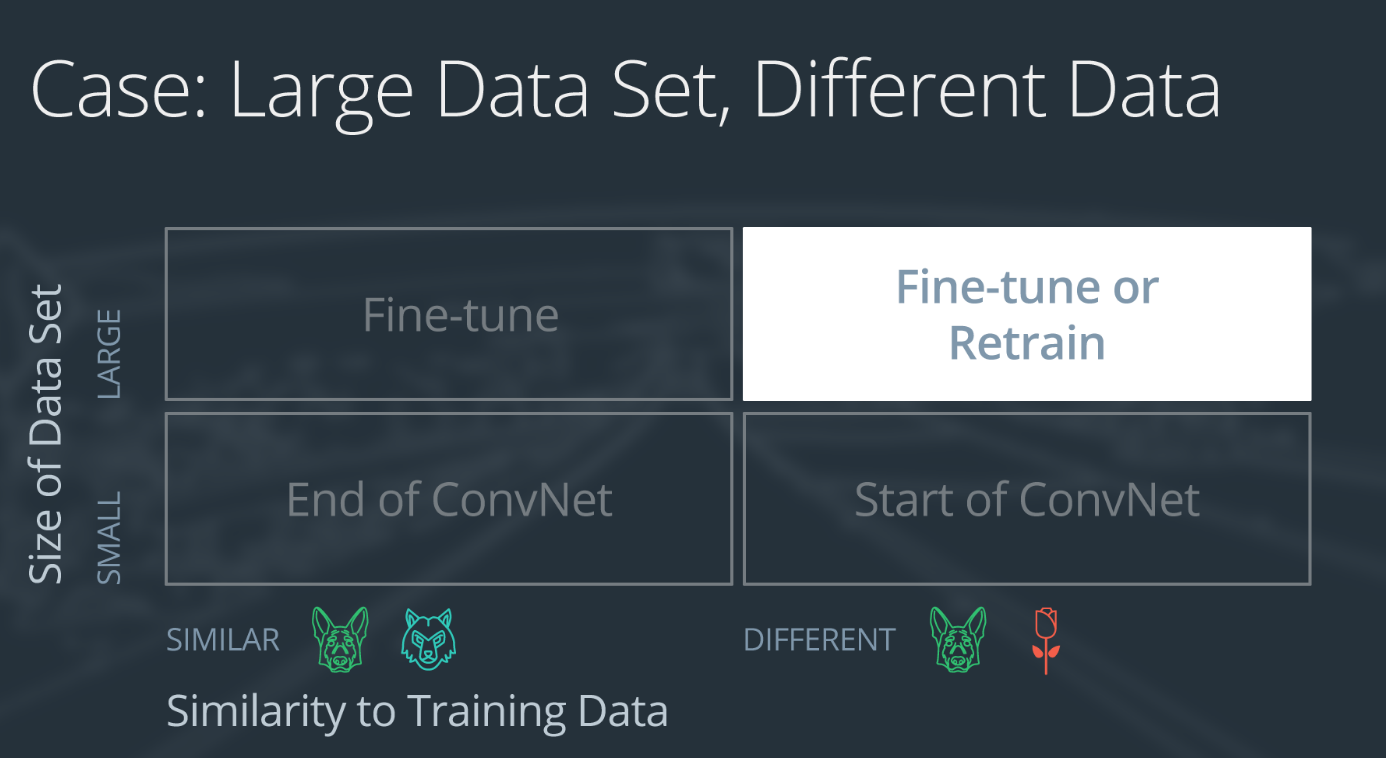 Case: Large Data Set, Different Data
Size of Data Set
LARGE
SMALL
Fine-tune
Fine-tune or
Retrain
End of ConvNet
Start of ConvNet
SIMILAR
DIFFERENT
Similarity to Training Data